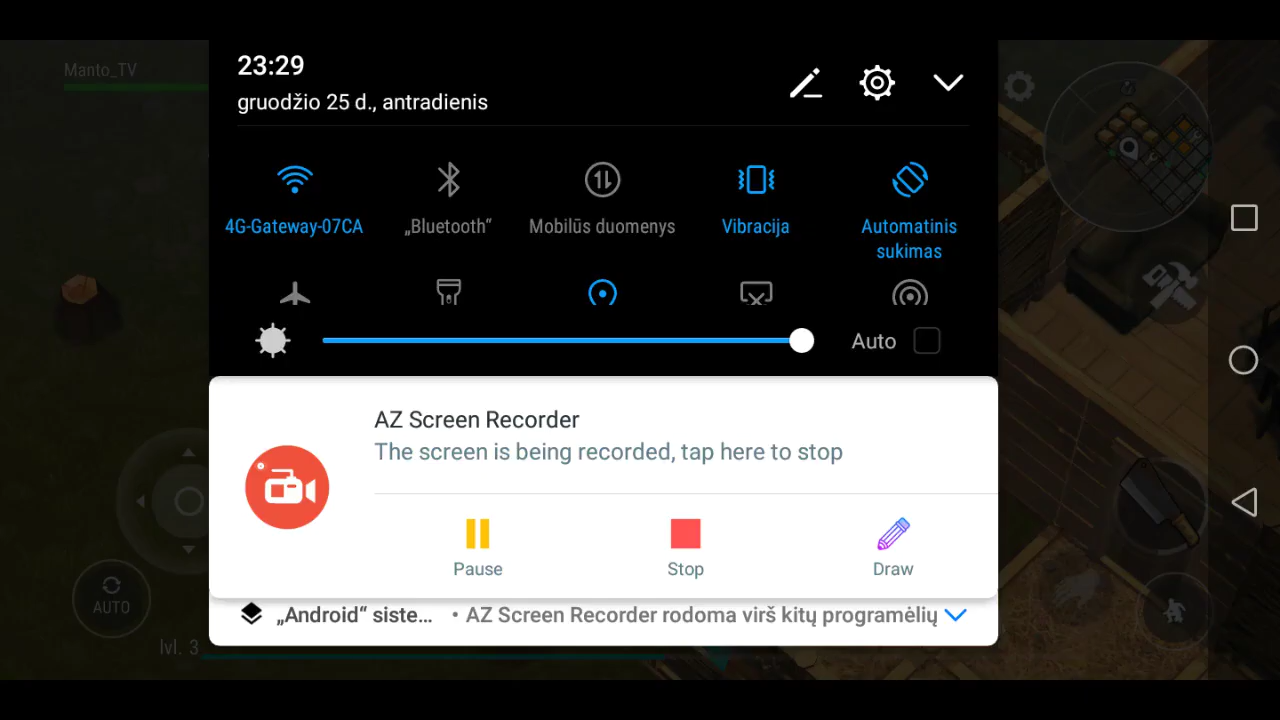 Manto_TV
23:29
gruodžio 25 d., antradienis
4G-Gateway-07CA
„Bluetooth“
Mobilūs duomenys
Vibracija
Automatinis
sukimas
Auto
AZ Screen Recorder
The screen is being recorded, tap here to stop
Pause
Stop
Draw
„Android“ siste... • AZ Screen Recorder rodoma virš kitų programėlių
AUTO
lvl. 3